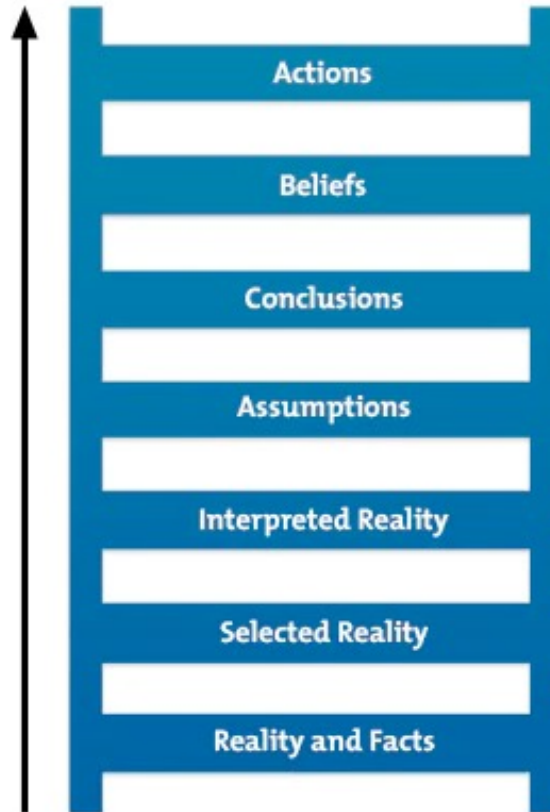 Actions
Beliefs
Conclusions
Assumptions
Interpreted Reality
Selected Reality
Reality and Facts